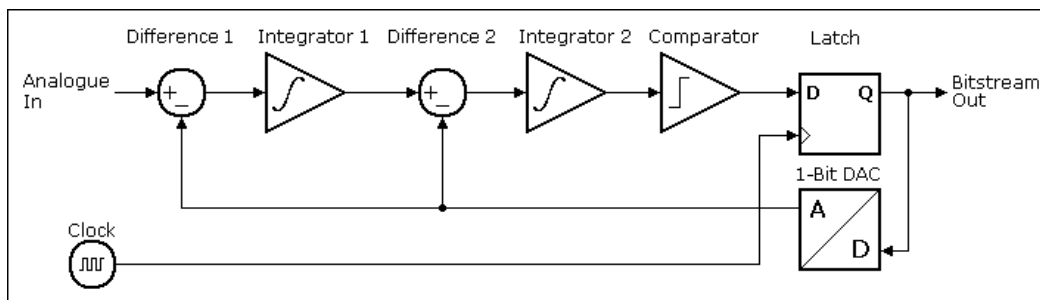 Difference 1
Integrator 1
Difference 2
Integrator 2
Comparator
Latch
Analogue
In
+
−
+
−
D
Q
Bitstream
Out
1-Bit DAC
A
D
Clock